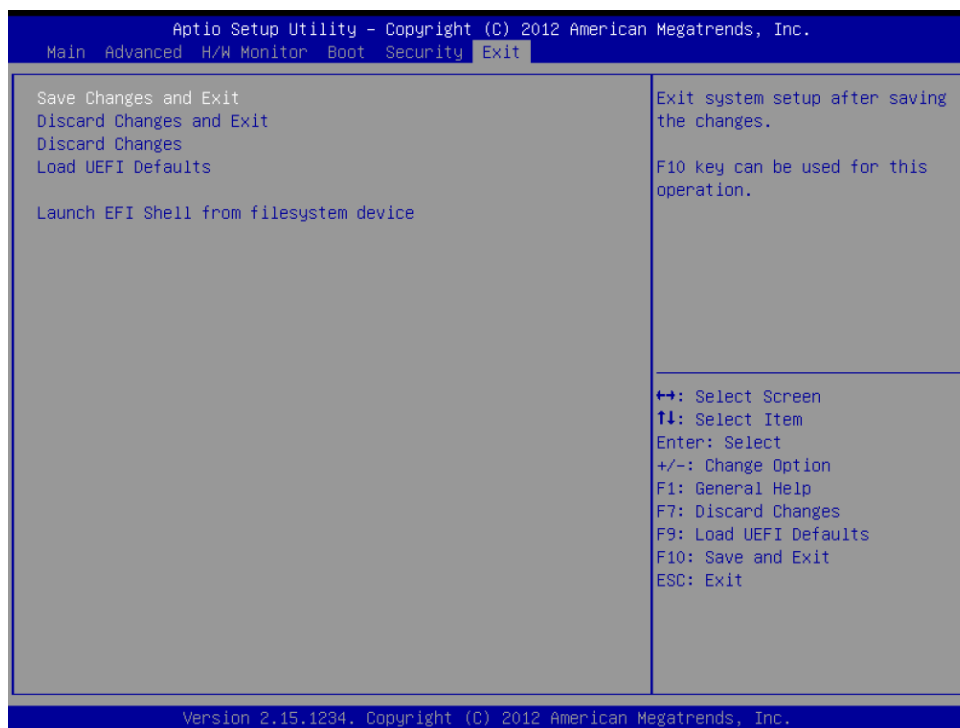 Aptio Setup Utility – Copyright (C) 2012 American Megatrends, Inc.
Main Advanced H/W Monitor Boot Security Exit
Save Changes and Exit
Discard Changes and Exit
Discard Changes
Load UEFI Defaults
Launch EFI Shell from filesystem device
Exit system setup after saving
the changes.
F10 key can be used for this
operation.
↔: Select Screen
↑↓: Select Item
Enter: Select
+/-: Change Option
F1: General Help
F7: Discard Changes
F9: Load UEFI Defaults
F10: Save and Exit
ESC: Exit
Version 2.15.1234. Copyright (C) 2012 American Megatrends, Inc.